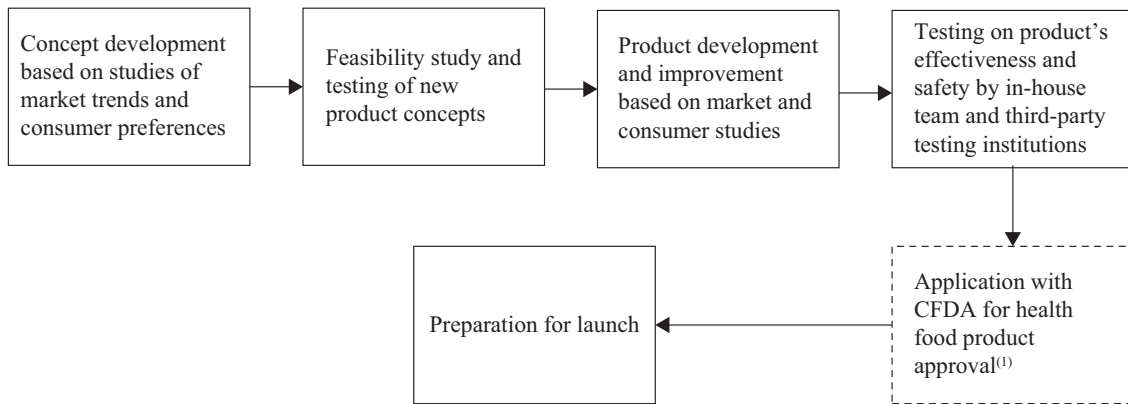 Concept development
based on studies of
market trends and
consumer preferences
Feasibility study and
testing of new
product concepts
Product development
and improvement
based on market and
consumer studies
Testing on product’s
effectiveness and
safety by in-house
team and third-party
testing institutions
Application with
CFDA for health
food product
approval(1)
Preparation for launch